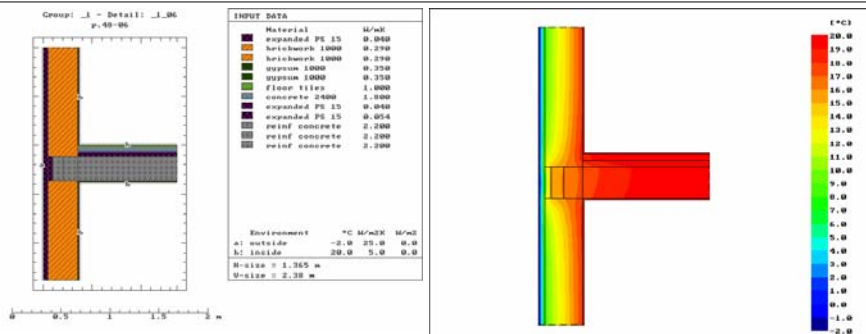 Group: _1 - Detail: _1_06
p.48-06
0 0.5 1 1.5 2 m
INPUT DATA
Material W/mK
expanded PS 15 0.040
brickwork 1000 0.290
brickwork 1000 0.290
gypsum 1000 0.350
gypsum 1000 0.350
floor tiles 1.000
concrete 2400 1.800
expanded PS 15 0.040
expanded PS 15 0.054
reinf concrete 2.200
reinf concrete 2.200
reinf concrete 2.200
Environment °C W/m2K W/m2
a: outside -2.0 25.0 0.0
b: inside 20.0 5.0 0.0
H-size = 1.365 m
V-size = 2.38 m
[°C]
20.0
19.0
18.0
17.0
16.0
15.0
14.0
13.0
12.0
11.0
10.0
9.0
8.0
7.0
6.0
5.0
4.0
3.0
2.0
1.0
0.0
-1.0
-2.0